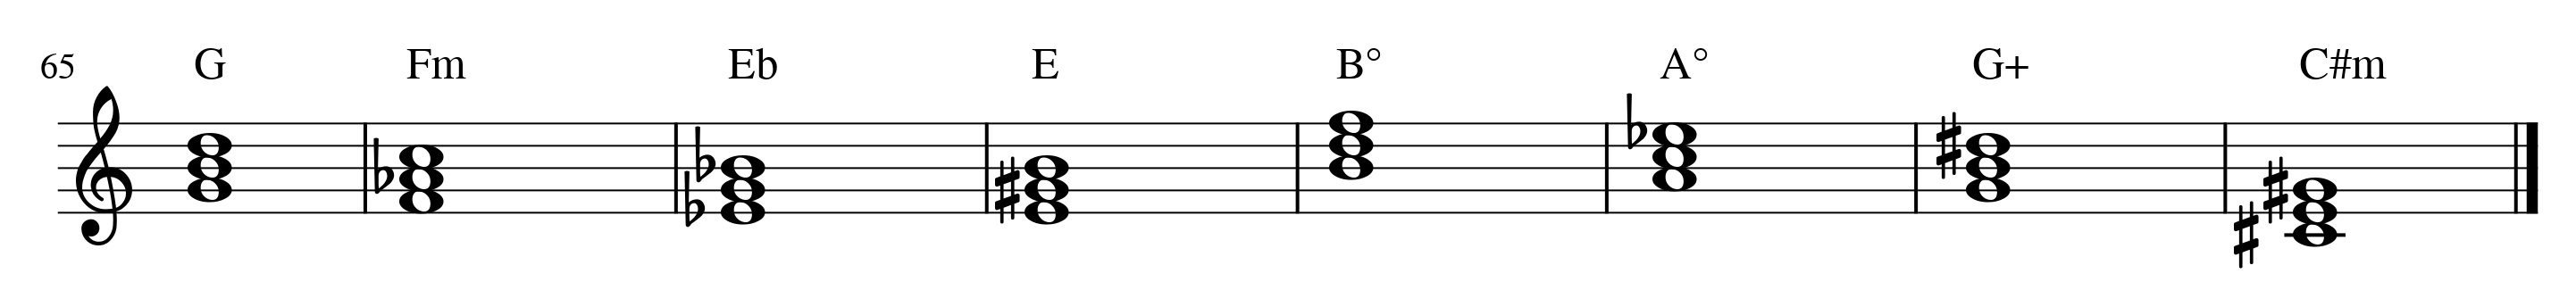 65 G Fm Eb E B° A° G+ C#m